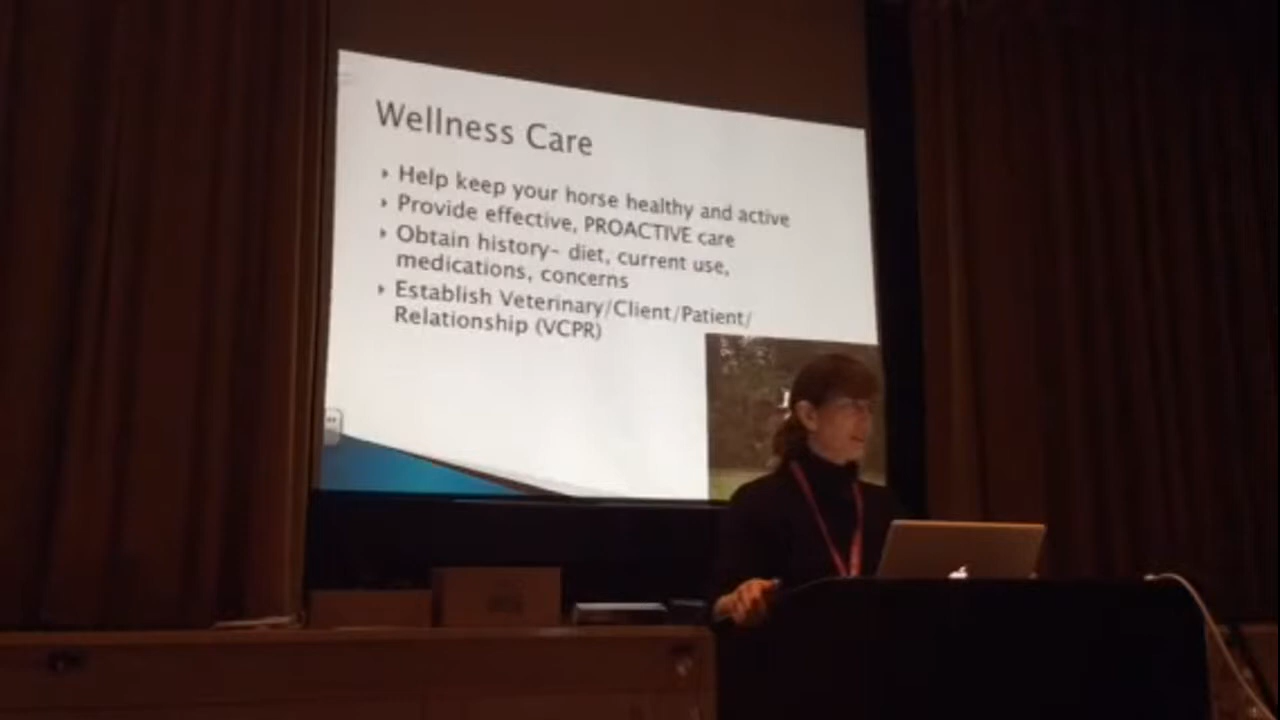 Wellness Care
Help keep your horse healthy and active
Provide effective, PROACTIVE care
Obtain history- diet, current use,
medications, concerns
Establish Veterinary/Client/Patient/
Relationship (VCPR)